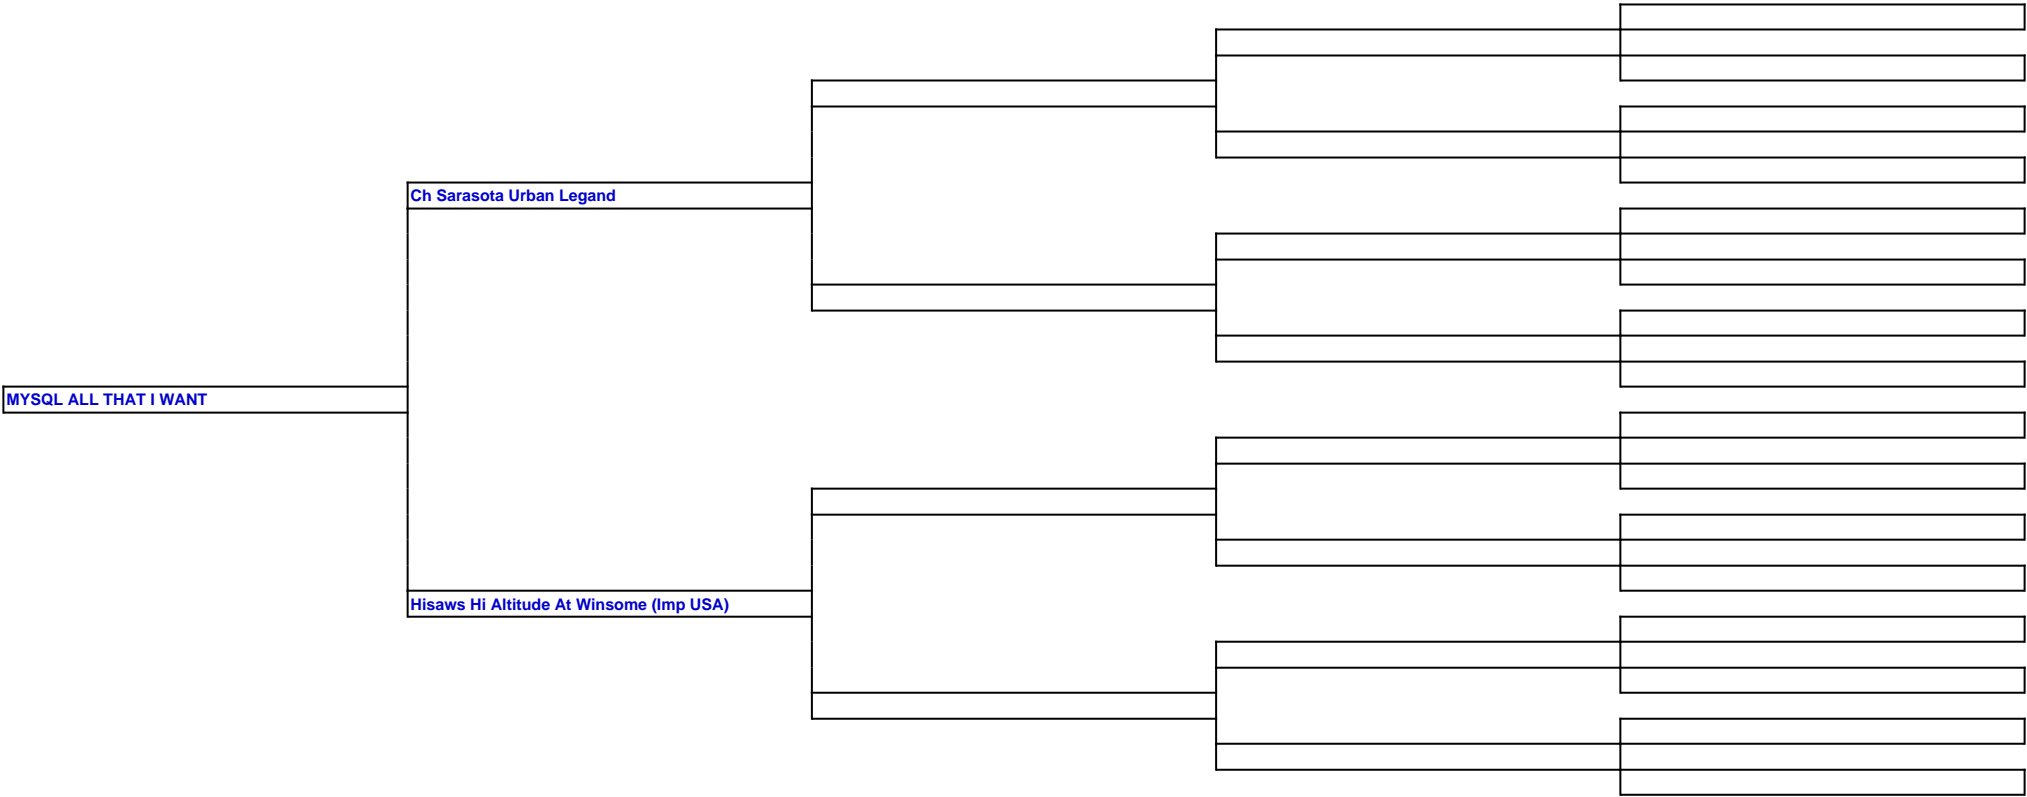 Ch Sarasota Urban Legand
MYSQL ALL THAT I WANT
Hisaws Hi Altitude At Winsome (Imp USA)